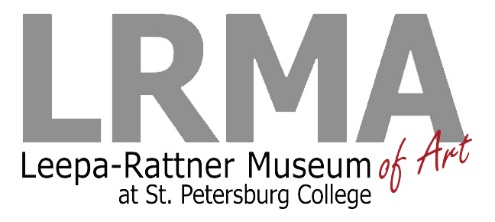 LRMA
Leepa-Rattner Museum of Art
at St. Petersburg College